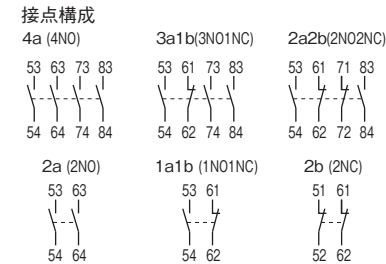 接点構成
4a (4NO) 3a1b(3NO1NC) 2a2b(2NO2NC)
53 63 73 83 53 61 73 83 53 61 71 83
54 64 74 84 54 62 74 84 54 62 72 84
2a (2NO) 1a1b (1NO1NC) 2b (2NC)
53 63 53 61 51 61
54 64 54 62 52 62